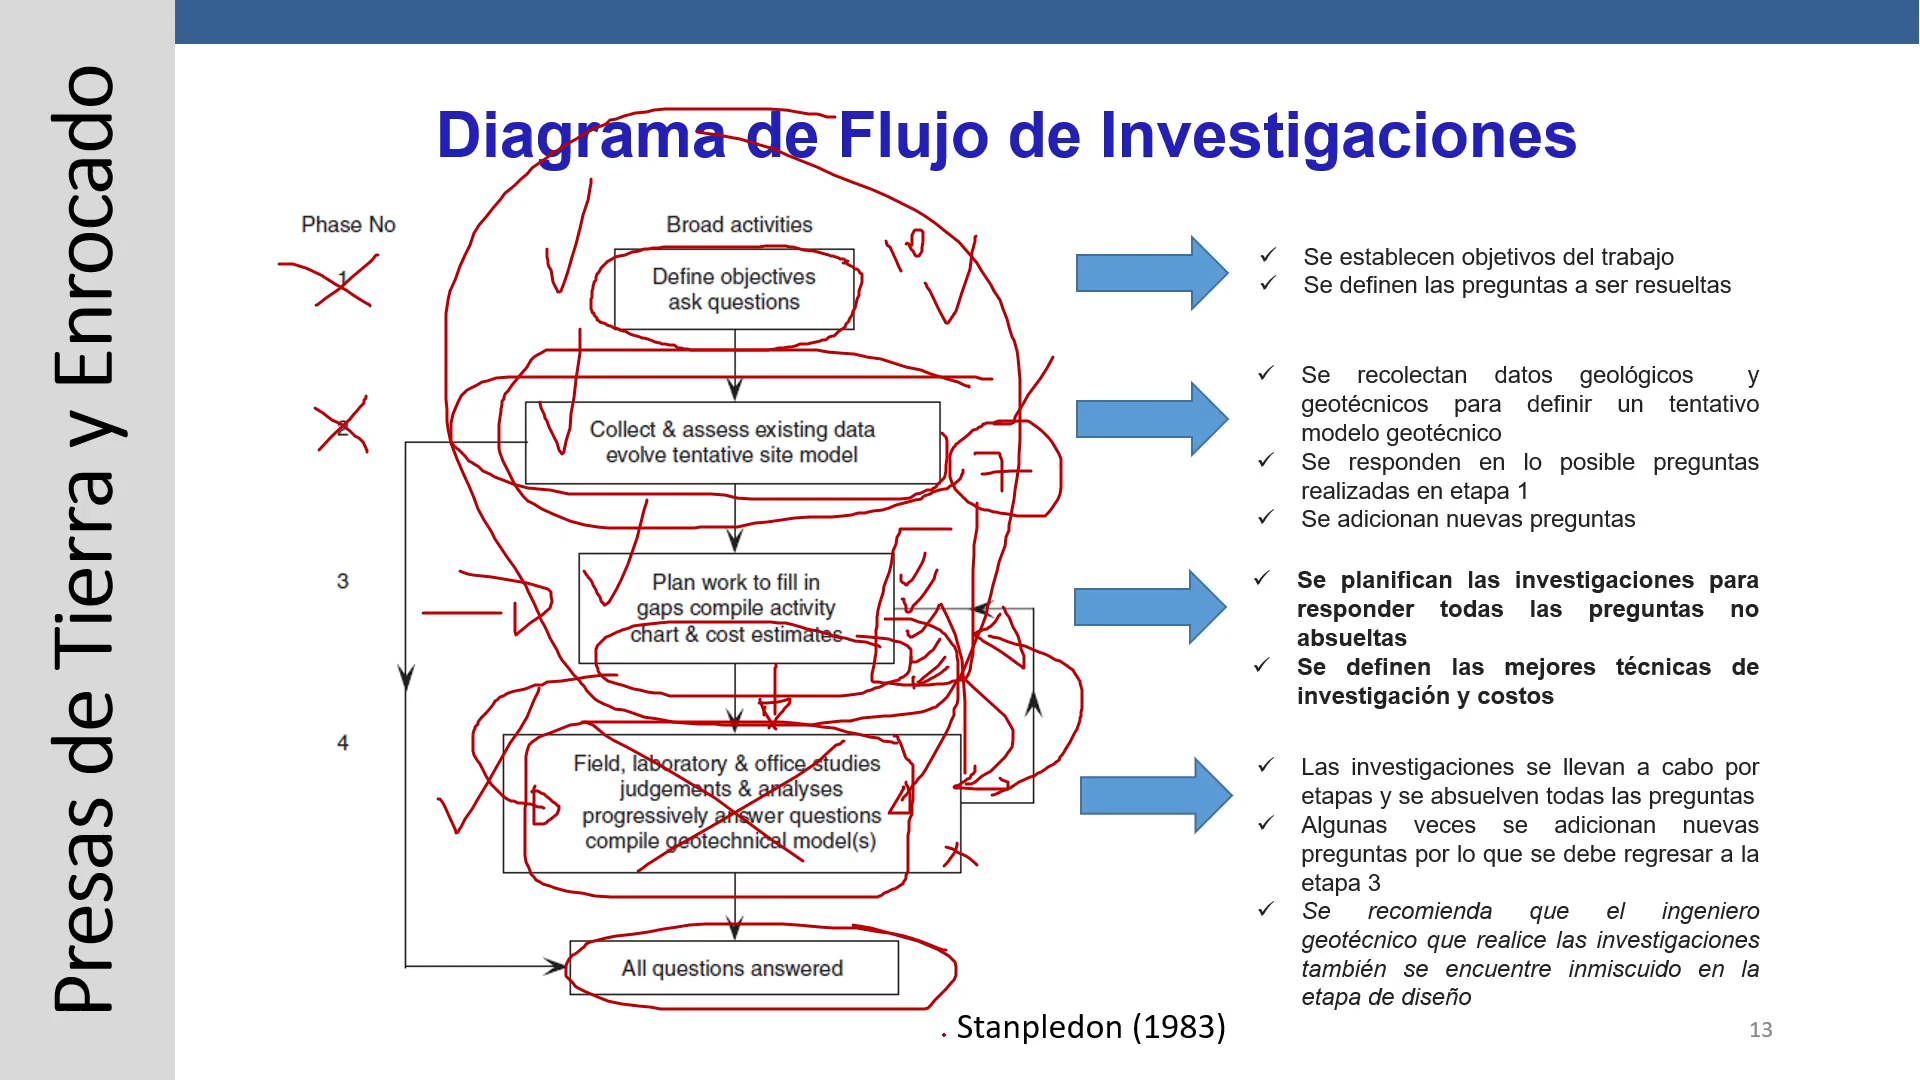 Presas de Tierra y Enrocado
Diagrama de Flujo de Investigaciones
Phase No
Broad activities
1
Define objectives
ask questions
10
Se establecen objetivos del trabajo
Se definen las preguntas a ser resueltas
2
Collect & assess existing data
evolve tentative site model
7
Se recolectan datos geológicos y
geotécnicos para definir un tentativo
modelo geotécnico
Se responden en lo posible preguntas
realizadas en etapa 1
Se adicionan nuevas preguntas
3
Plan work to fill in
gaps compile activity
chart & cost estimates
Se planifican las investigaciones para
responder todas las preguntas no
absueltas
Se definen las mejores técnicas de
investigación y costos
4
Field, laboratory & office studies
judgements & analyses
progressively answer questions
compile geotechnical model(s)
Las investigaciones se llevan a cabo por
etapas y se absuelven todas las preguntas
Algunas veces se adicionan nuevas
preguntas por lo que se debe regresar a la
etapa 3
Se recomienda que el ingeniero
geotécnico que realice las investigaciones
también se encuentre inmiscuido en la
etapa de diseño
All questions answered
. Stanpledon (1983)
13